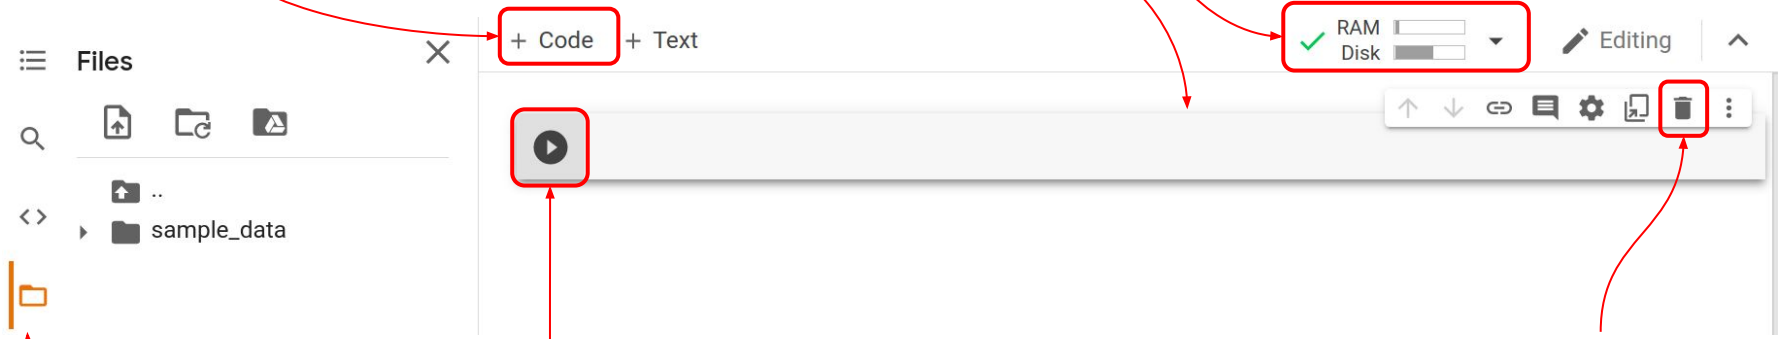 Files
..
sample_data
+ Code + Text
RAM
Disk
Editing